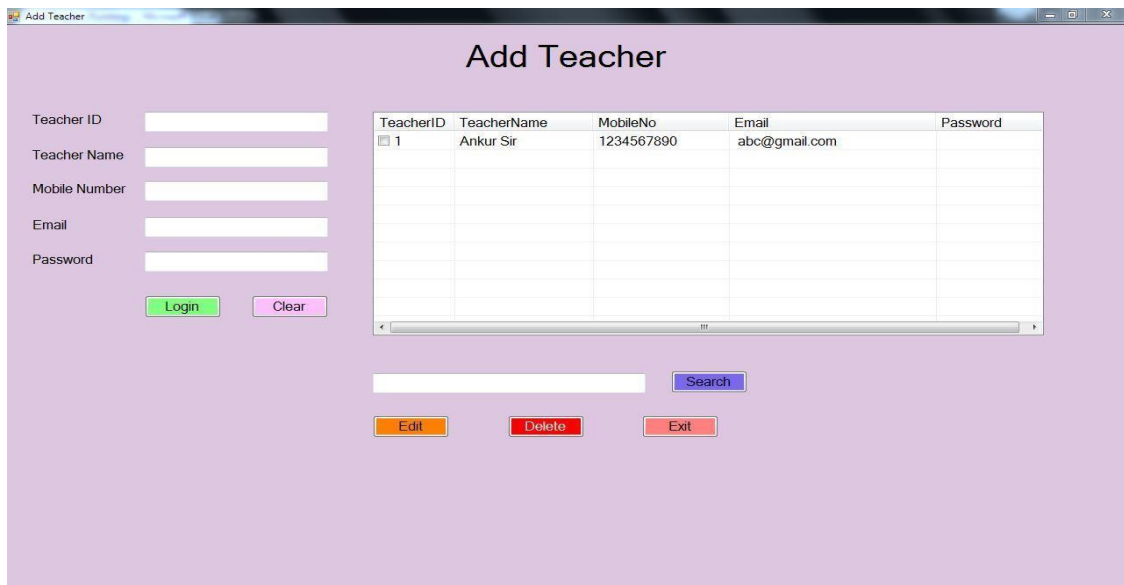 Add Teacher
Add Teacher
Teacher ID
Teacher Name
Mobile Number
Email
Password
Login Clear
TeacherID TeacherName MobileNo Email Password
1 Ankur Sir 1234567890 abc@gmail.com
Search
Edit Delete Exit